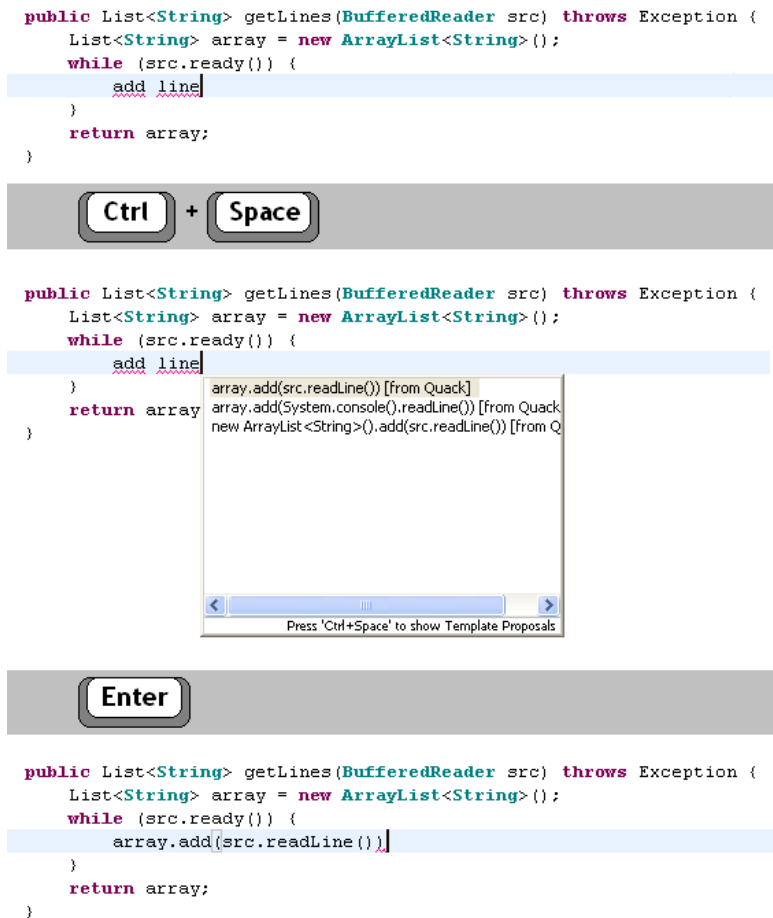 public List<String> getLines(BufferedReader src) throws Exception {
    List<String> array = new ArrayList<String>();
    while (src.ready()) {
        add line
    }
    return array;
}
Ctrl + Space
public List<String> getLines(BufferedReader src) throws Exception {
    List<String> array = new ArrayList<String>();
    while (src.ready()) {
        add line
    }
array.add(src.readLine()) [from Quack]
    return array
array.add(System.console().readLine()) [from Quack
}
new ArrayList<String>().add(src.readLine()) [from Q
Press 'Ctrl+Space' to show Template Proposals
Enter
public List<String> getLines(BufferedReader src) throws Exception {
    List<String> array = new ArrayList<String>();
    while (src.ready()) {
        array.add(src.readLine())
    }
    return array;
}